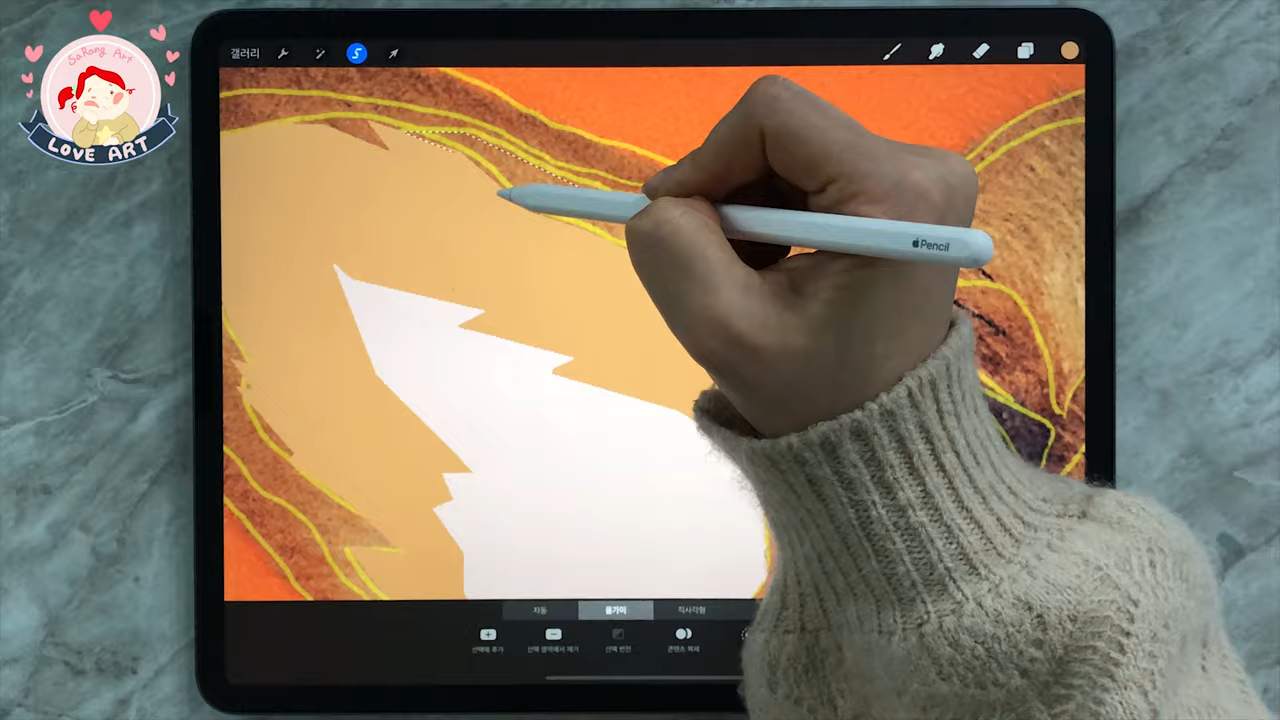 SaRang Art
LOVE ART
갤러리
Pencil
자동
올가미
직사각형
선택에 추가
선택 영역에서 제거
선택 반전
콘텐츠 복제